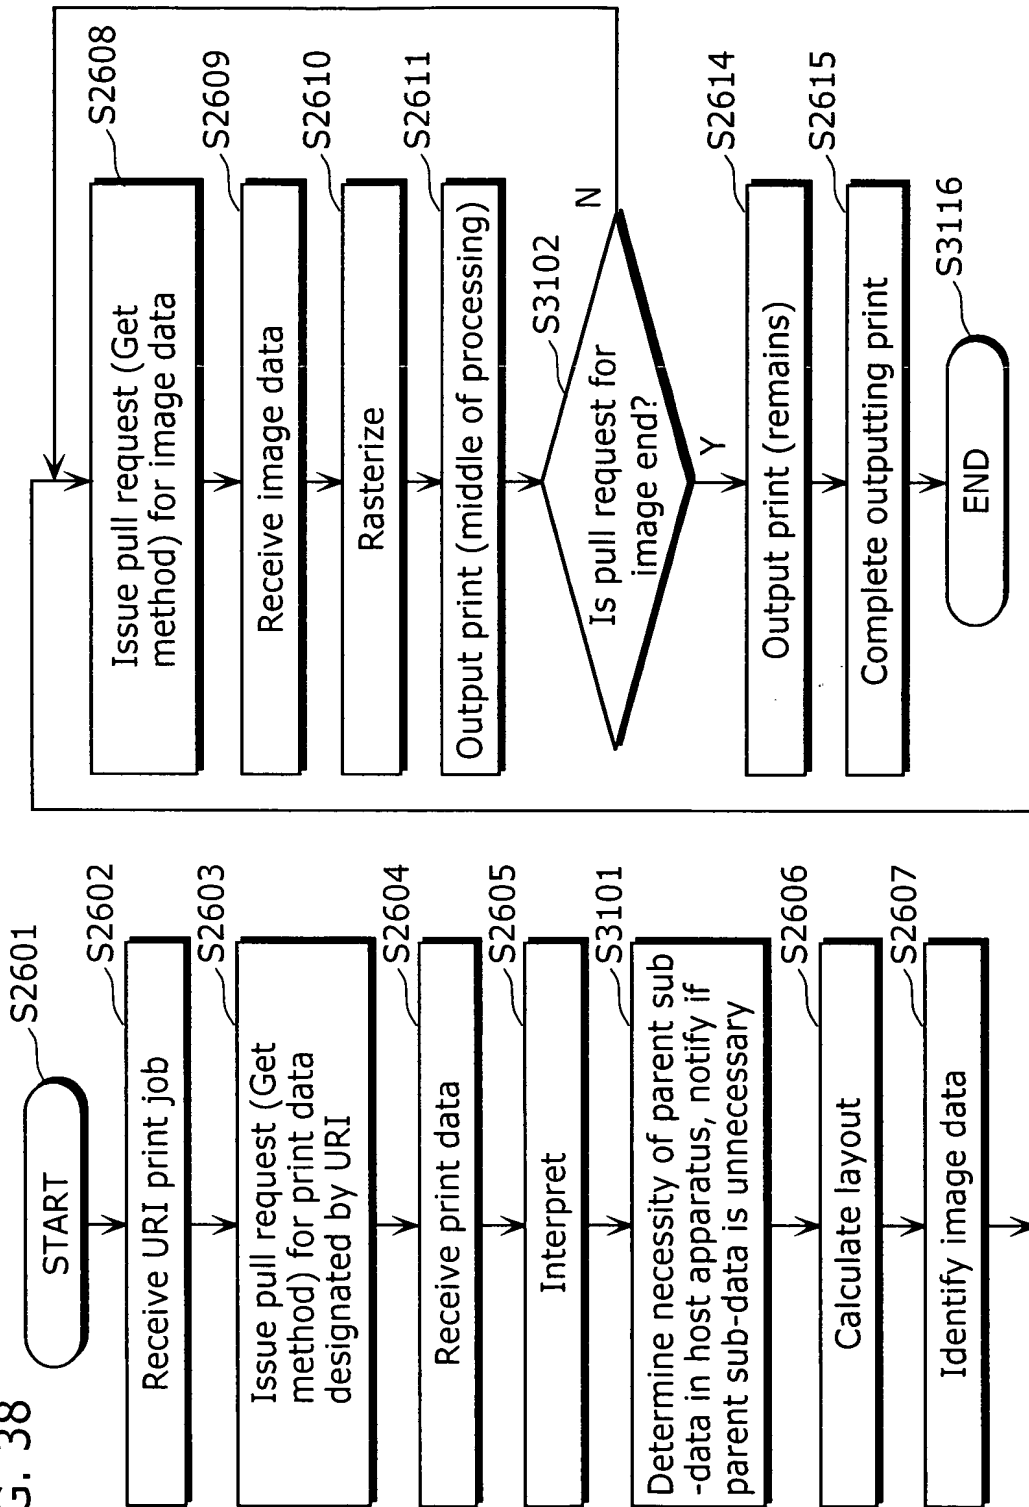 G. 38
START
S2601
Receive URI print job
S2602
Issue pull request (Get
method) for print data
designated by URI
S2603
Receive print data
S2604
Interpret
S2605
Determine necessity of parent sub
-data in host apparatus, notify if
parent sub-data is unnecessary
S3101
Calculate layout
S2606
Identify image data
S2607
Issue pull request (Get
method) for image data
S2608
Receive image data
S2609
Rasterize
S2610
Output print (middle of processing)
S2611
Is pull request for
image end?
S3102
N
Y
Output print (remains)
S2614
Complete outputting print
S2615
END
S3116